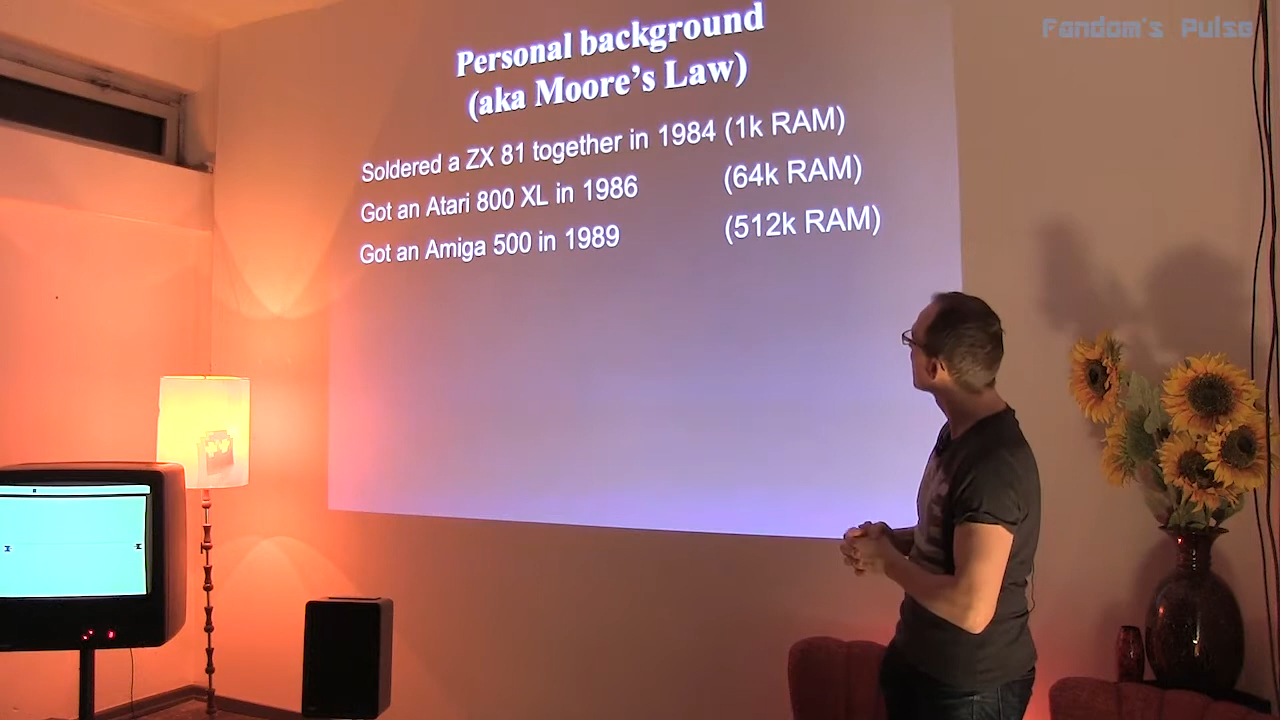 Fandom's Pulse
Personal background
(aka Moore's Law)
Soldered a ZX 81 together in 1984 (1k RAM)
Got an Atari 800 XL in 1986 (64k RAM)
Got an Amiga 500 in 1989 (512k RAM)